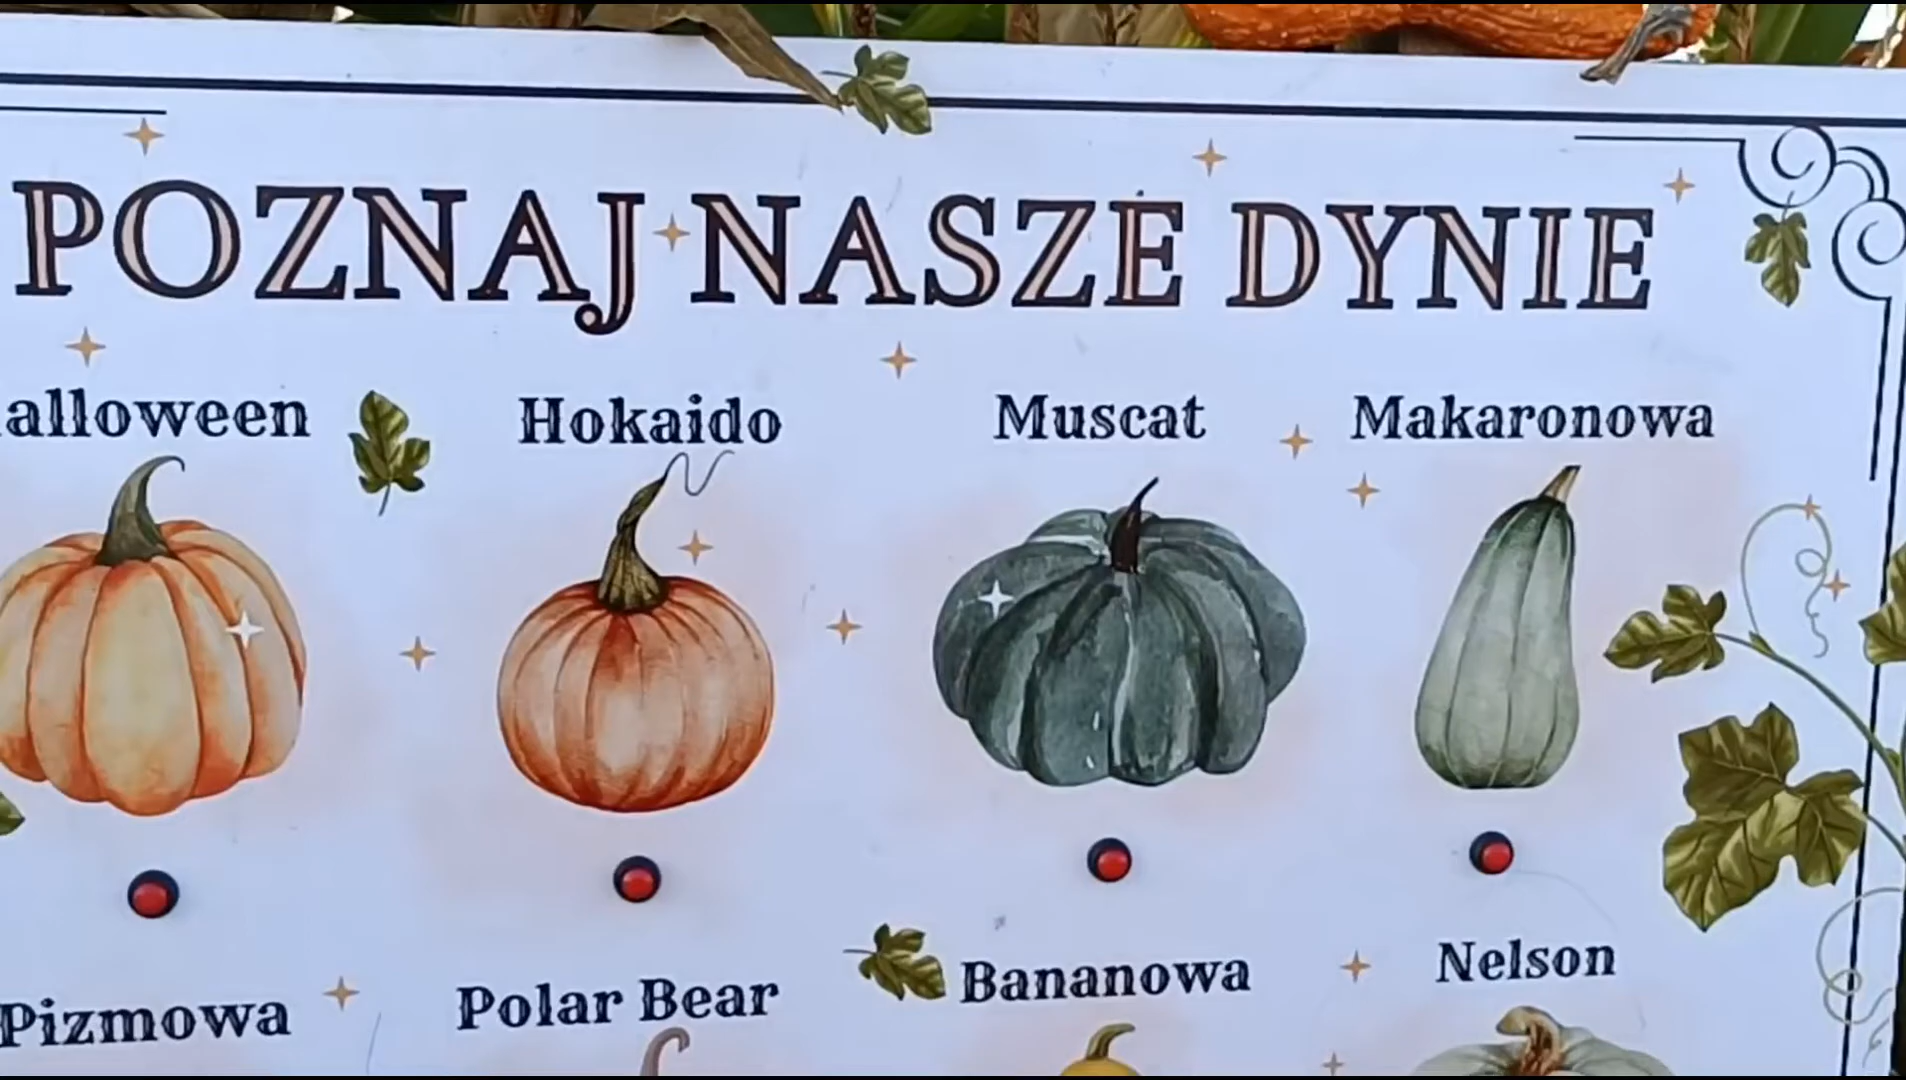 POZNAJ NASZE DYNIE
alloween Hokaido Muscat Makaronowa
Pizmowa Polar Bear Bananowa Nelson